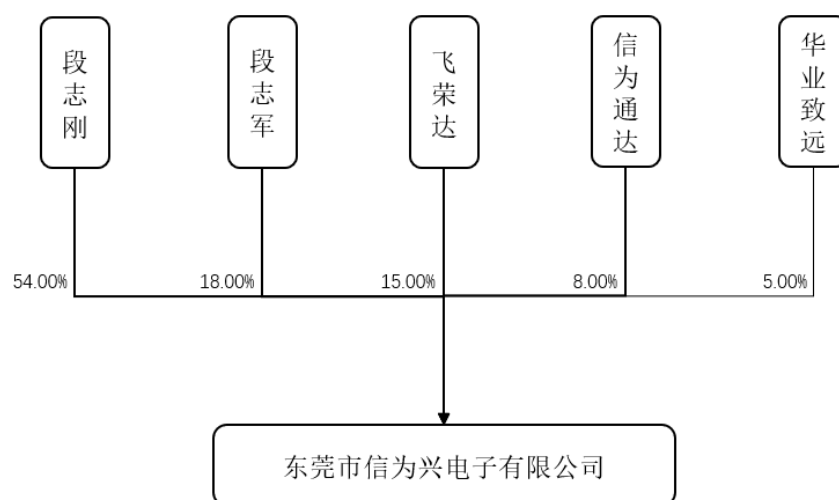 段志刚
段志军
飞荣达
信为通达
华业致远
54.00%
18.00%
15.00%
8.00%
5.00%
东莞市信为兴电子有限公司